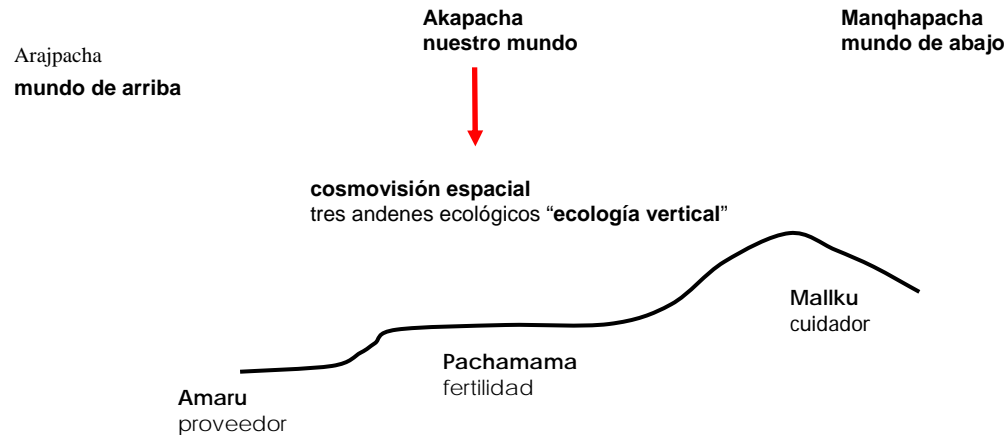 Arajpacha
mundo de arriba
Akapacha
nuestro mundo
Manqhapacha
mundo de abajo
cosmovisión espacial
tres andenes ecológicos “ecología vertical”
Mallku
cuidador
Pachamama
fertilidad
Amaru
proveedor